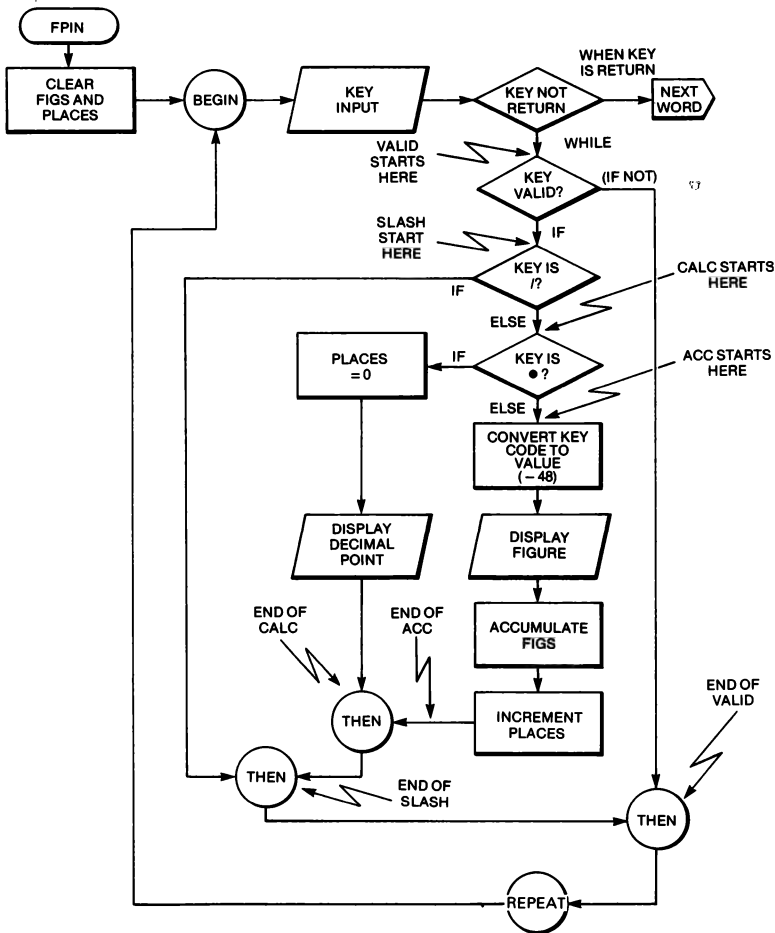 FPIN
CLEAR
FIGS AND
PLACES
BEGIN
KEY
INPUT
KEY NOT
RETURN
WHEN KEY
IS RETURN
NEXT
WORD
VALID
STARTS
HERE
WHILE
KEY
VALID?
(IF NOT)
SLASH
START
HERE
IF
KEY IS
/?
IF
CALC STARTS
HERE
ELSE
PLACES
= 0
IF
KEY IS
● ?
ACC STARTS
HERE
ELSE
CONVERT KEY
CODE TO
VALUE
(– 48)
DISPLAY
DECIMAL
POINT
DISPLAY
FIGURE
END OF
CALC
END OF
ACC
ACCUMULATE
FIGS
THEN
INCREMENT
PLACES
END OF
VALID
THEN
END OF
SLASH
THEN
REPEAT